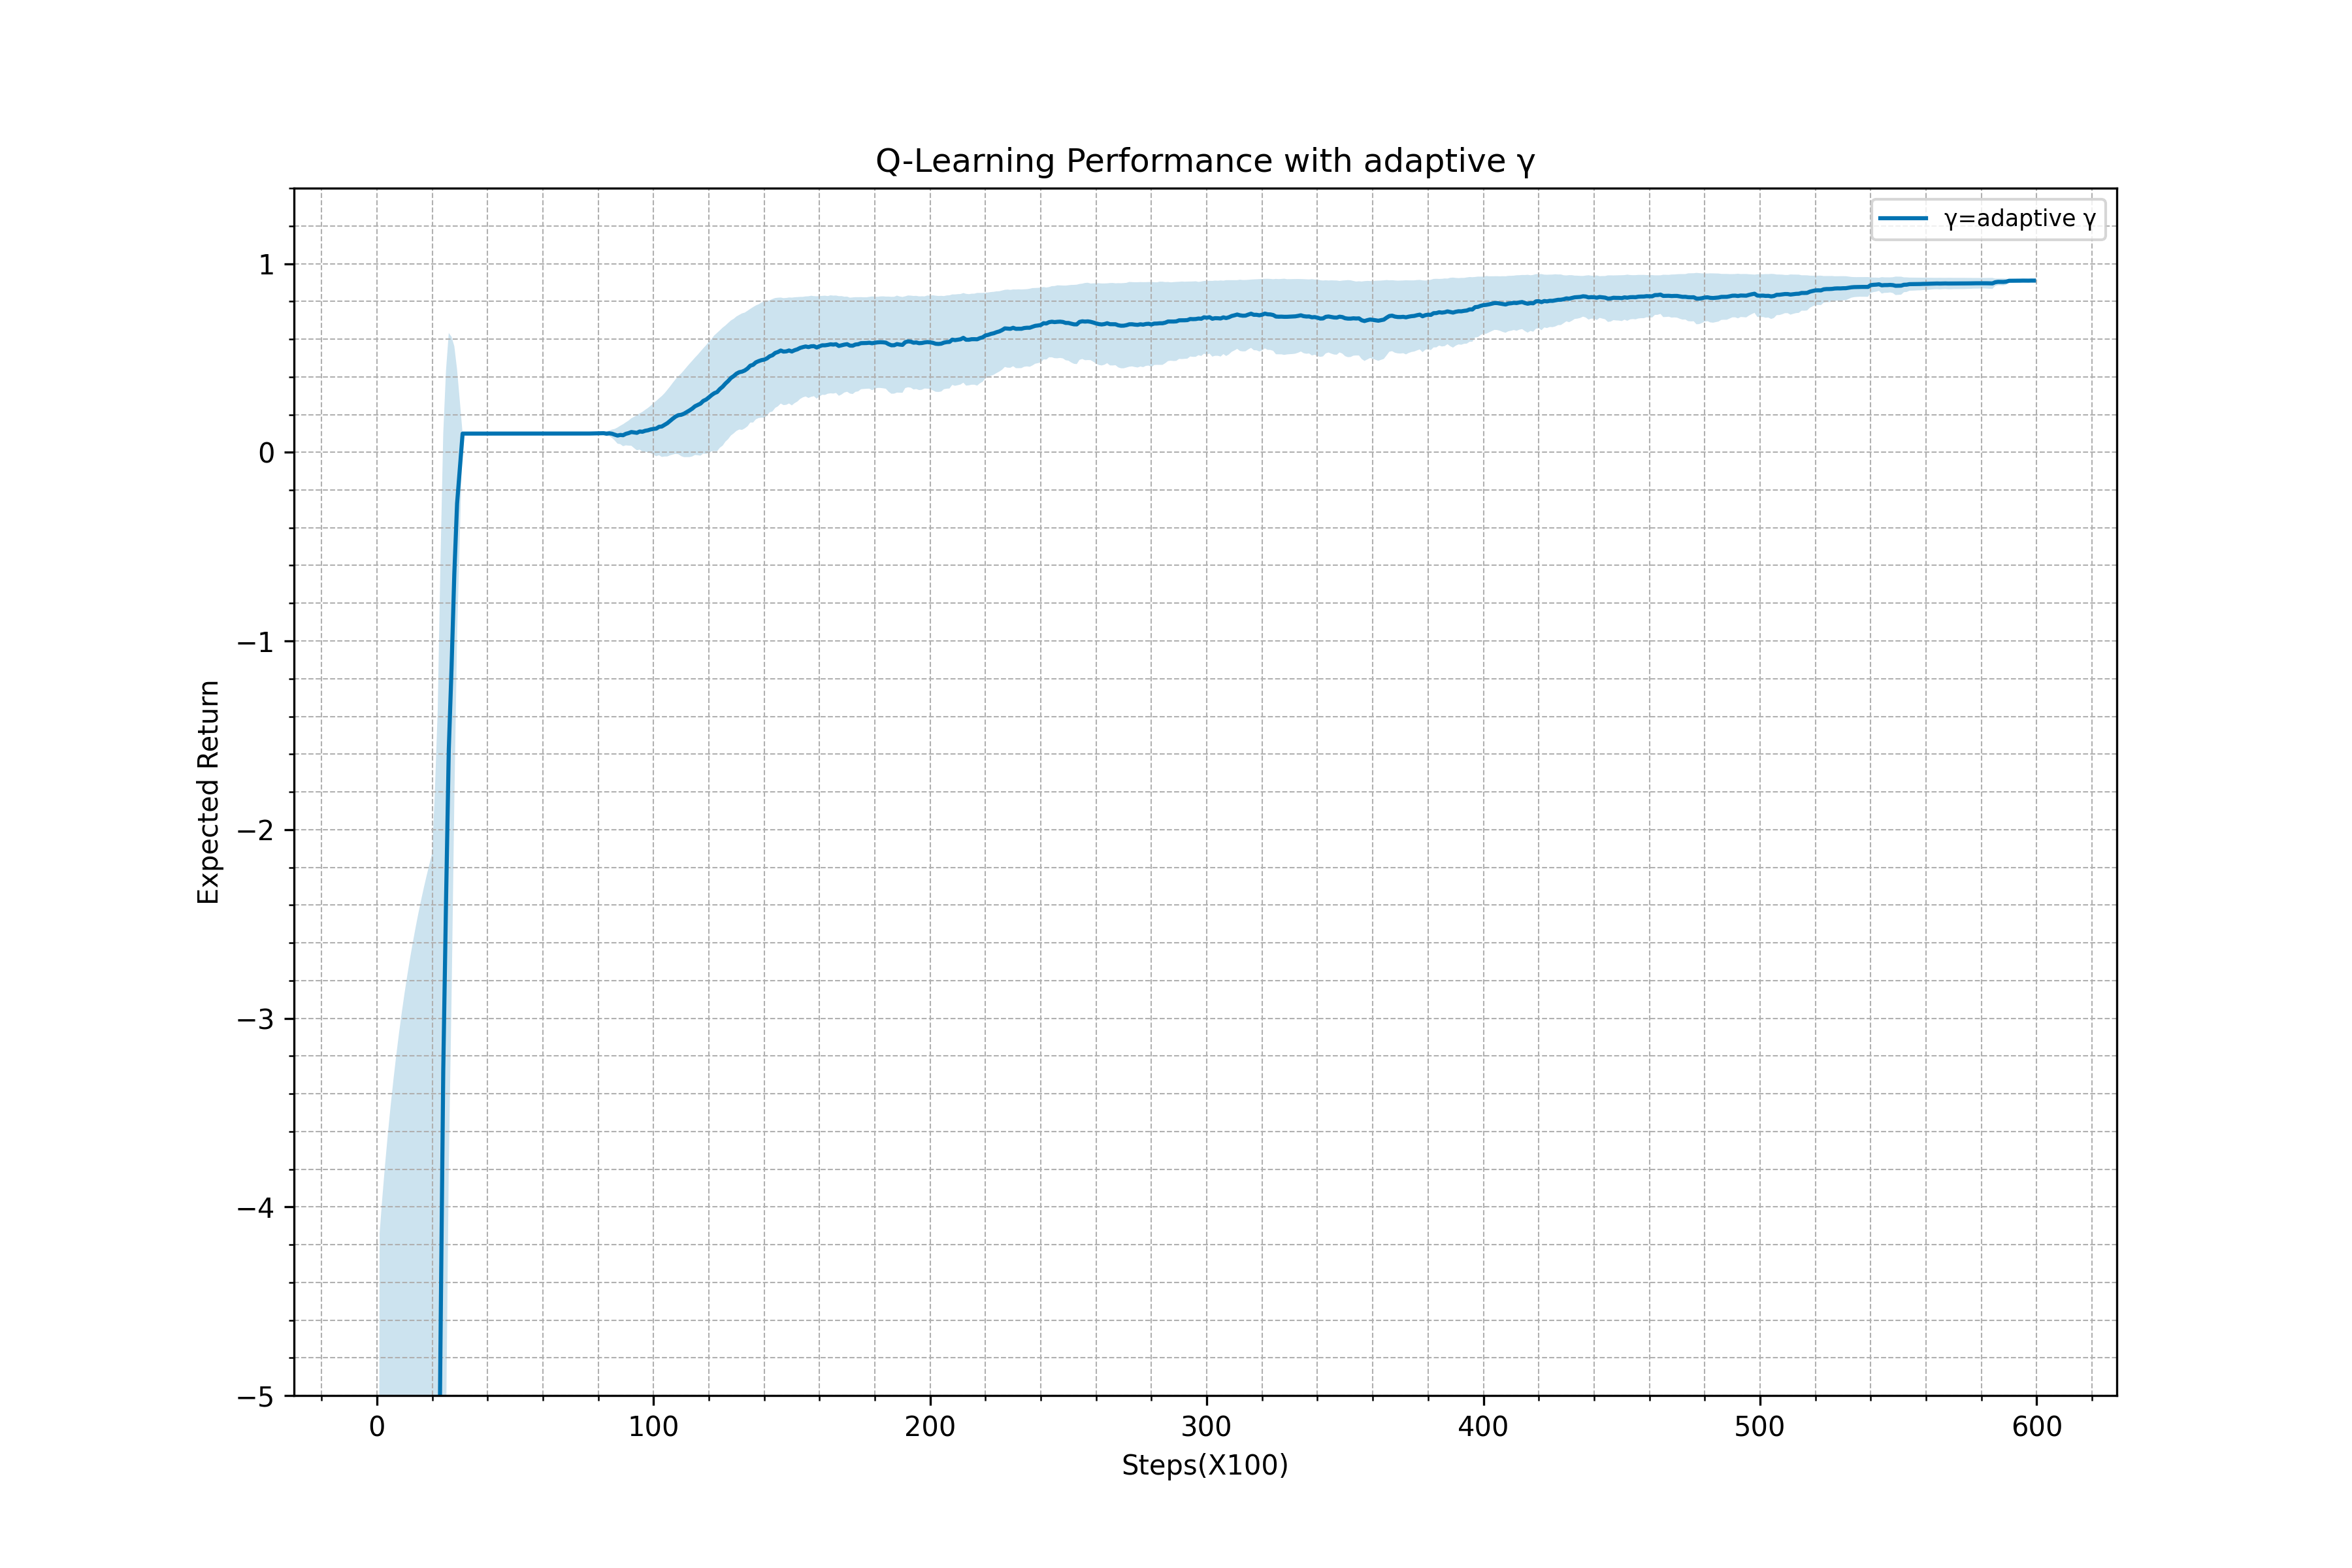 Q-Learning Performance with adaptive γ
γ=adaptive γ
1
0
−1
−2
−3
−4
−5
Expected Return
0 100 200 300 400 500 600
Steps(X100)